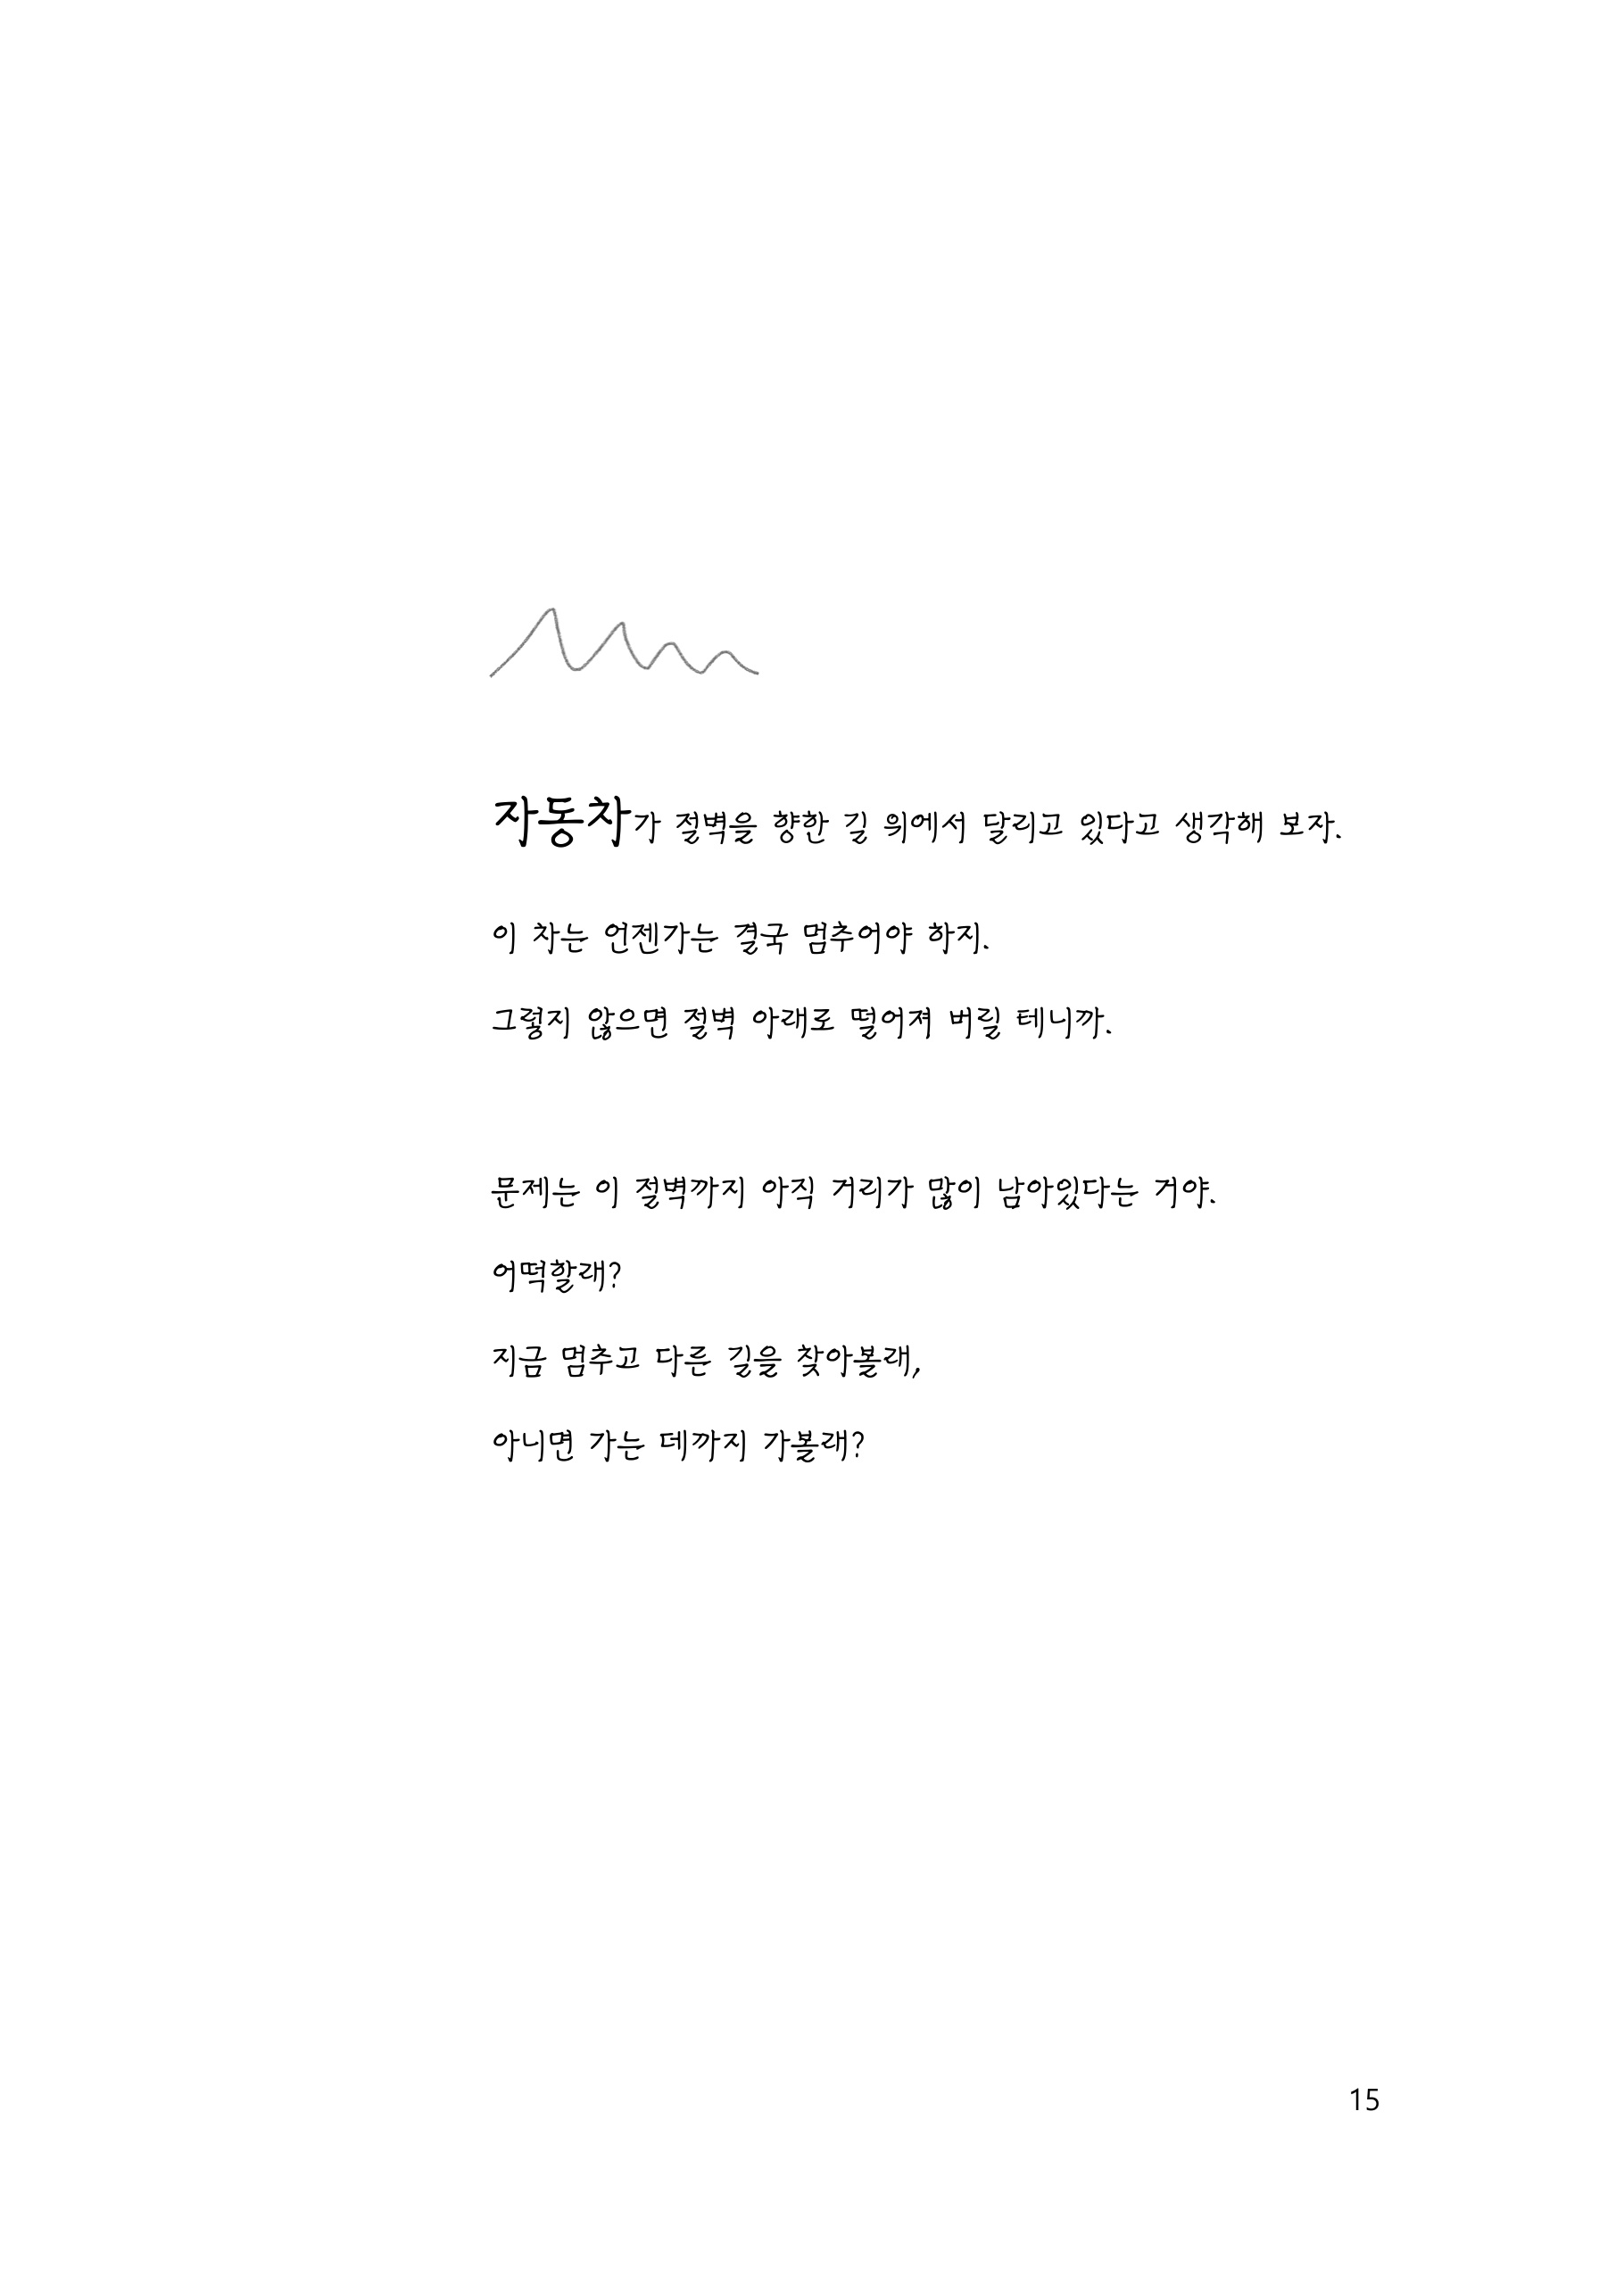 자동차가 절벽을 향한 길 위에서 달리고 있다고 생각해 보자.
이 차는 언젠가는 결국 멈추어야 하지.
그렇지 않으면 절벽 아래로 떨어져 버릴 테니까.
문제는 이 절벽까지 아직 거리가 많이 남아있다는 거야.
어떡할래?
지금 멈추고 다른 길을 찾아볼래,
아니면 가는 데까지 가볼래?
15